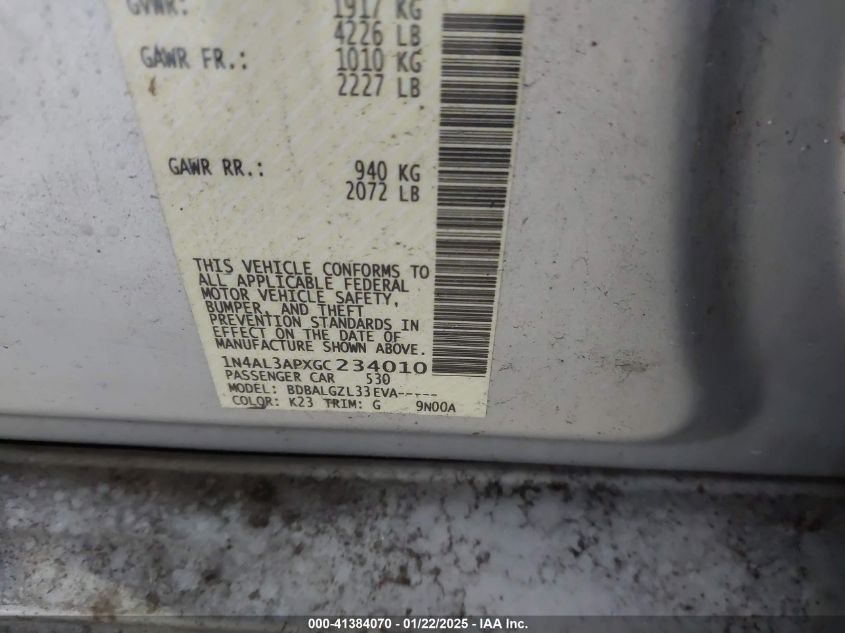 GVWR: 1917 KG
4226 LB
GAWR FR.: 1010 KG
2227 LB
GAWR RR.: 940 KG
2072 LB
THIS VEHICLE CONFORMS TO
ALL APPLICABLE FEDERAL
MOTOR VEHICLE SAFETY,
BUMPER, AND THEFT
PREVENTION STANDARDS IN
EFFECT ON THE DATE OF
MANUFACTURE SHOWN ABOVE.
1N4AL3APXGC234010
PASSENGER CAR 530
MODEL: BDBALGZL33EVA-----
COLOR: K23 TRIM: G 9N00A
000-41384070 - 01/22/2025 - IAA Inc.